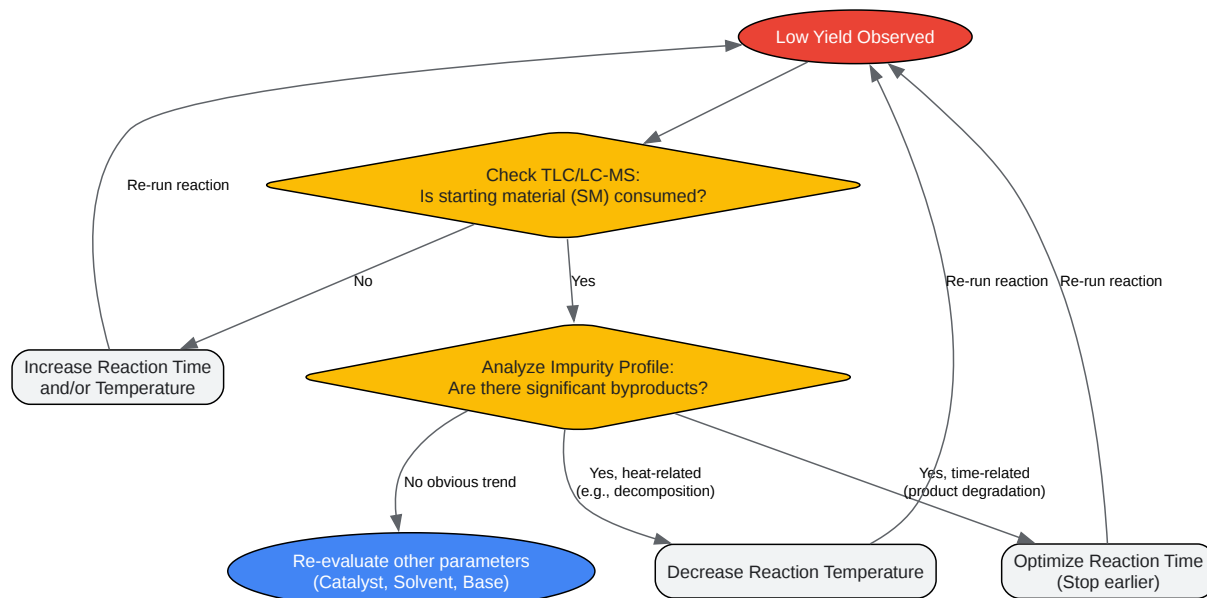 Low Yield Observed
Check TLC/LC-MS:
Is starting material (SM) consumed?
Re-run reaction
No
Yes
Re-run reaction
Re-run reaction
Increase Reaction Time
and/or Temperature
Analyze Impurity Profile:
Are there significant byproducts?
No obvious trend
Yes, heat-related
(e.g., decomposition)
Yes, time-related
(product degradation)
Re-evaluate other parameters
(Catalyst, Solvent, Base)
Decrease Reaction Temperature
Optimize Reaction Time
(Stop earlier)